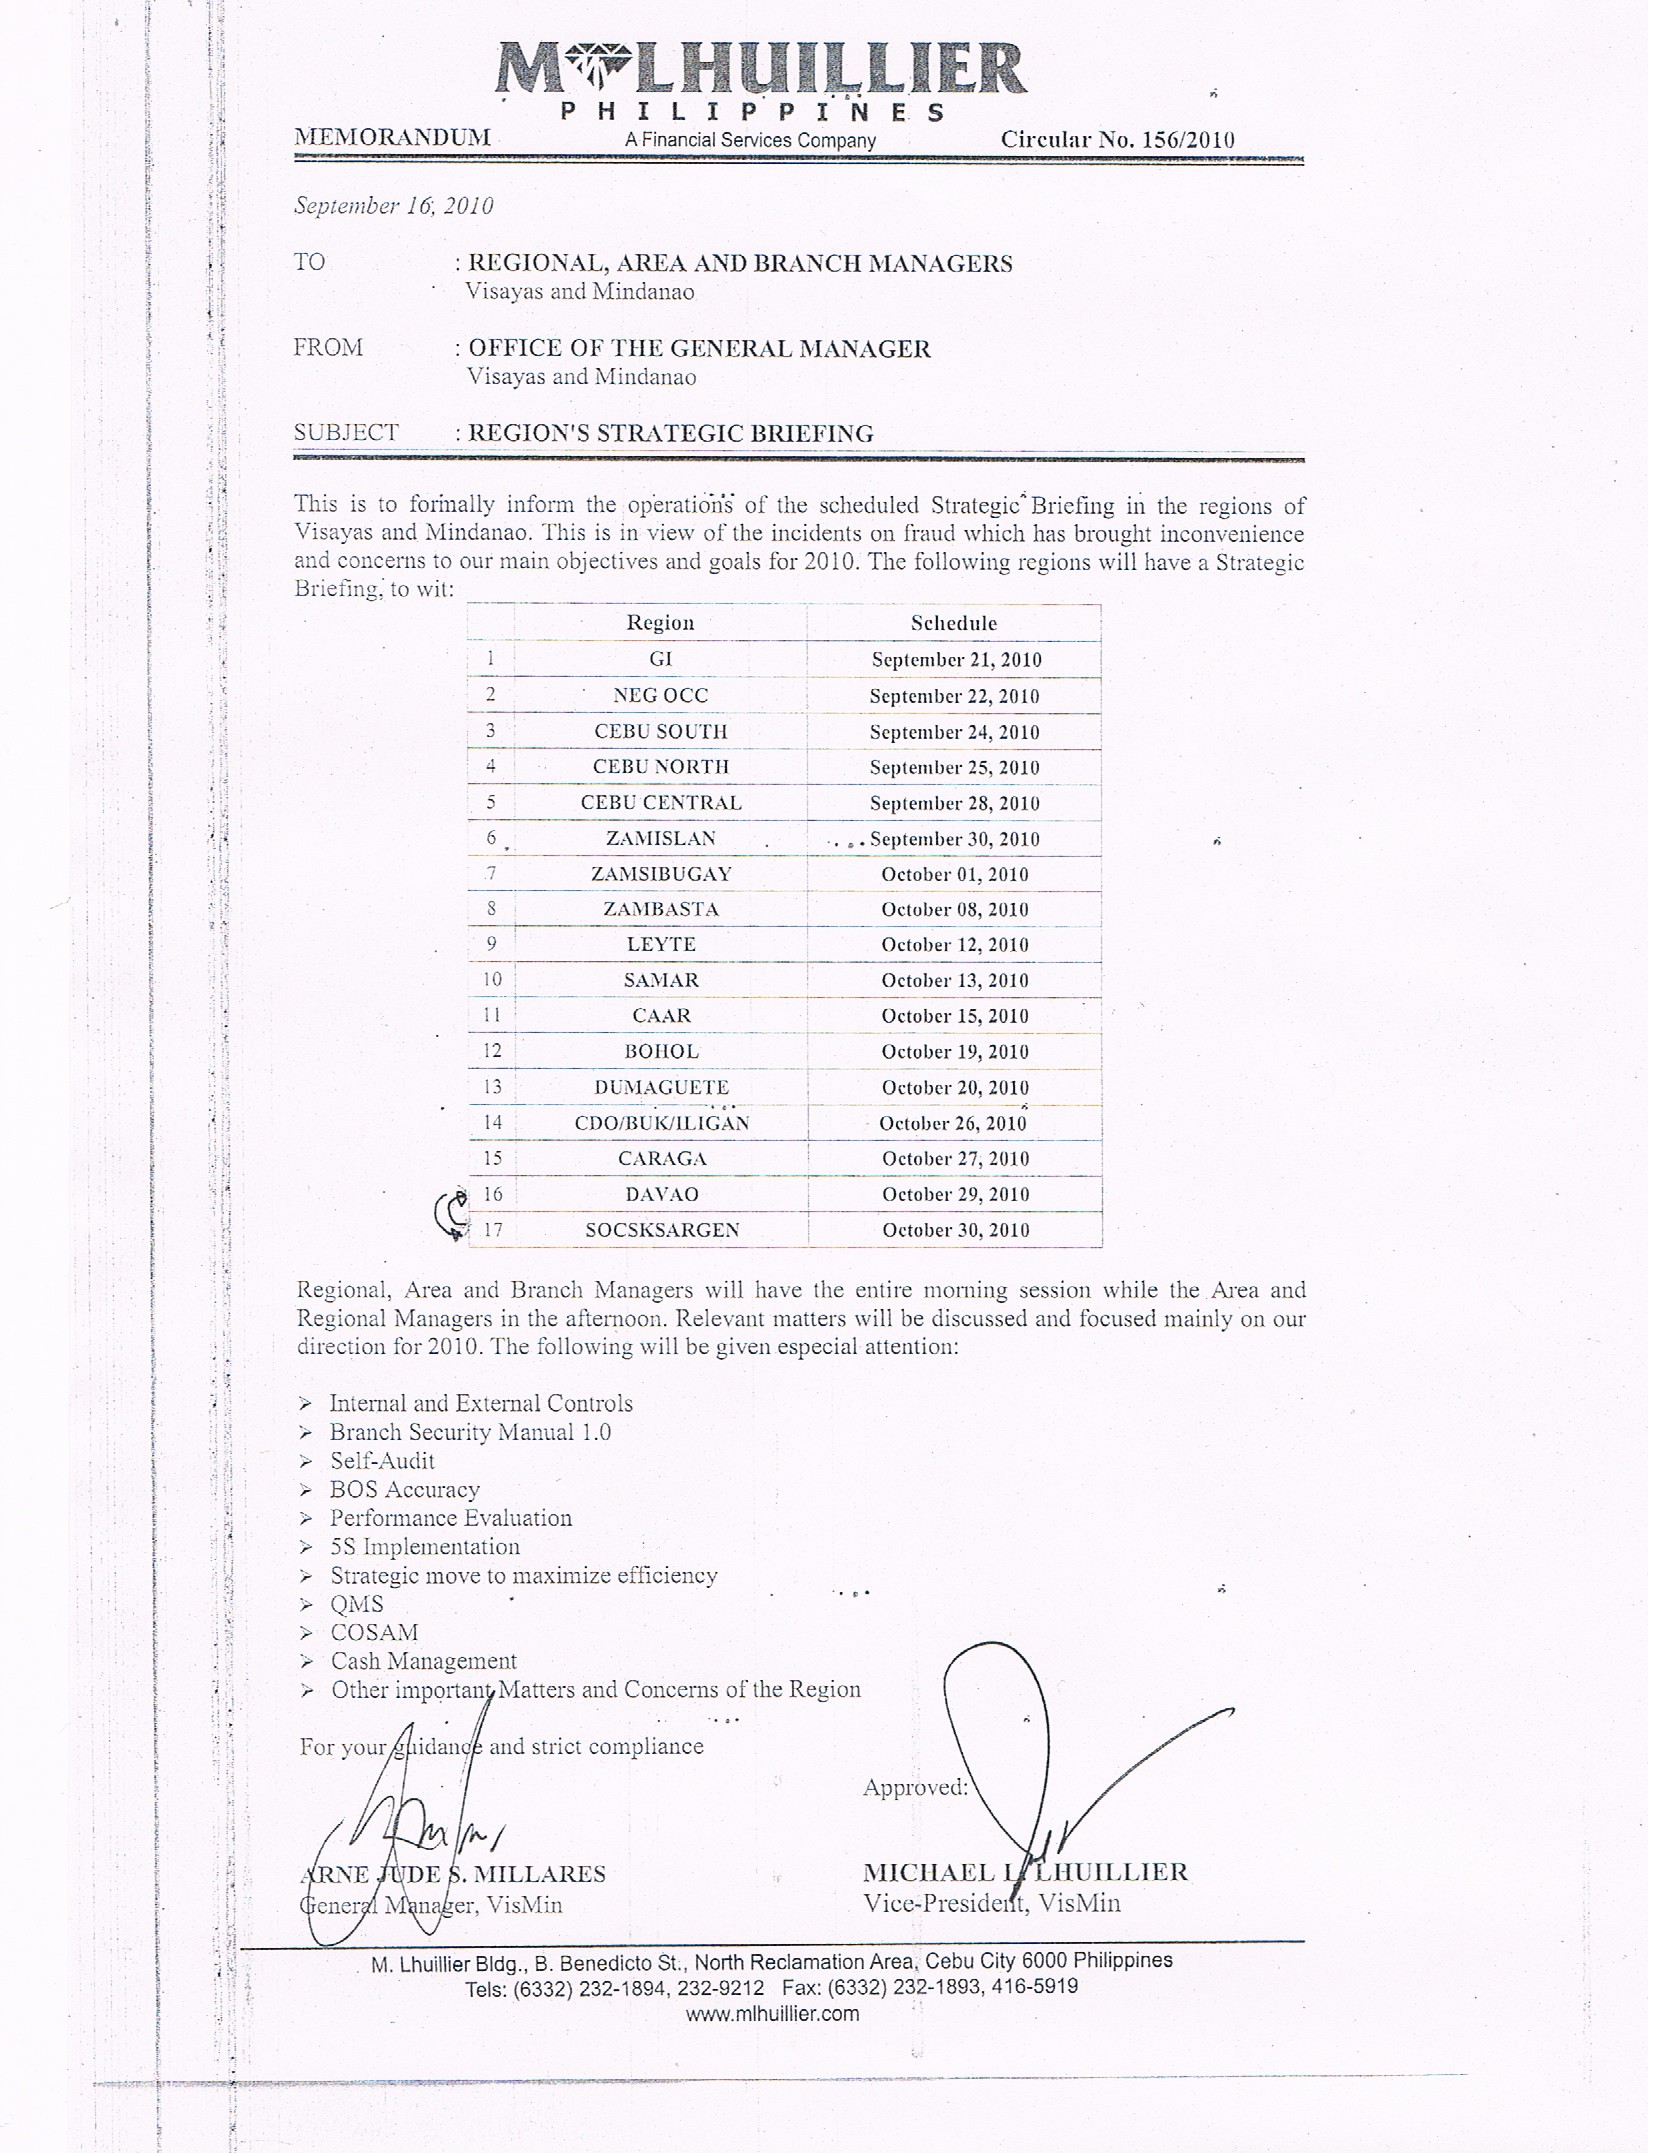 M LHUILLIER
PHILIPPINES
MEMORANDUM A Financial Services Company Circular No. 156/2010
September 16, 2010
TO : REGIONAL, AREA AND BRANCH MANAGERS
Visayas and Mindanao
FROM : OFFICE OF THE GENERAL MANAGER
Visayas and Mindanao
SUBJECT : REGION'S STRATEGIC BRIEFING
This is to formally inform the operations of the scheduled Strategic Briefing in the regions of
Visayas and Mindanao. This is in view of the incidents on fraud which has brought inconvenience
and concerns to our main objectives and goals for 2010. The following regions will have a Strategic
Briefing, to wit:
Region Schedule
1 GI September 21, 2010
2 NEG OCC September 22, 2010
3 CEBU SOUTH September 24, 2010
4 CEBU NORTH September 25, 2010
5 CEBU CENTRAL September 28, 2010
6 ZAMISLAN September 30, 2010
7 ZAMSIBUGAY October 01, 2010
8 ZAMBASTA October 08, 2010
9 LEYTE October 12, 2010
10 SAMAR October 13, 2010
11 CAAR October 15, 2010
12 BOHOL October 19, 2010
13 DUMAGUETE October 20, 2010
14 CDO/BUK/ILIGAN October 26, 2010
15 CARAGA October 27, 2010
16 DAVAO October 29, 2010
17 SOCSKSARGEN October 30, 2010
Regional, Area and Branch Managers will have the entire morning session while the Area and
Regional Managers in the afternoon. Relevant matters will be discussed and focused mainly on our
direction for 2010. The following will be given especial attention:
➢ Internal and External Controls
➢ Branch Security Manual 1.0
➢ Self-Audit
➢ BOS Accuracy
➢ Performance Evaluation
➢ 5S Implementation
➢ Strategic move to maximize efficiency
➢ QMS
➢ COSAM
➢ Cash Management
➢ Other important Matters and Concerns of the Region
For your guidance and strict compliance
Approved:
ARNE JUDE S. MILLARES MICHAEL L. LHUILLIER
General Manager, VisMin Vice-President, VisMin
M. Lhuillier Bldg., B. Benedicto St., North Reclamation Area, Cebu City 6000 Philippines
Tels: (6332) 232-1894, 232-9212 Fax: (6332) 232-1893, 416-5919
www.mlhuillier.com